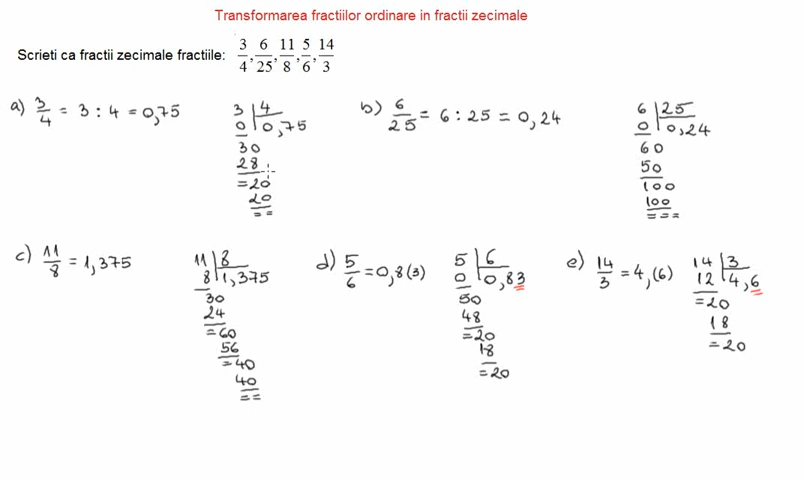 Transformarea fractiilor ordinare in fractii zecimale
Scrieti ca fractii zecimale fractiile: 3/4, 6/25, 11/8, 5/6, 14/3
a) 3/4 = 3 : 4 = 0,75
3 | 4
0 | 0,75
30
28
=20
20
==
b) 6/25 = 6 : 25 = 0,24
6 | 25
0 | 0,24
60
50
100
100
===
c) 11/8 = 1,375
11 | 8
8 | 1,375
30
24
=60
56
=40
40
==
d) 5/6 = 0,8(3)
5 | 6
0 | 0,83
50
48
=20
18
=20
e) 14/3 = 4,(6)
14 | 3
12 | 4,6
=20
18
=20